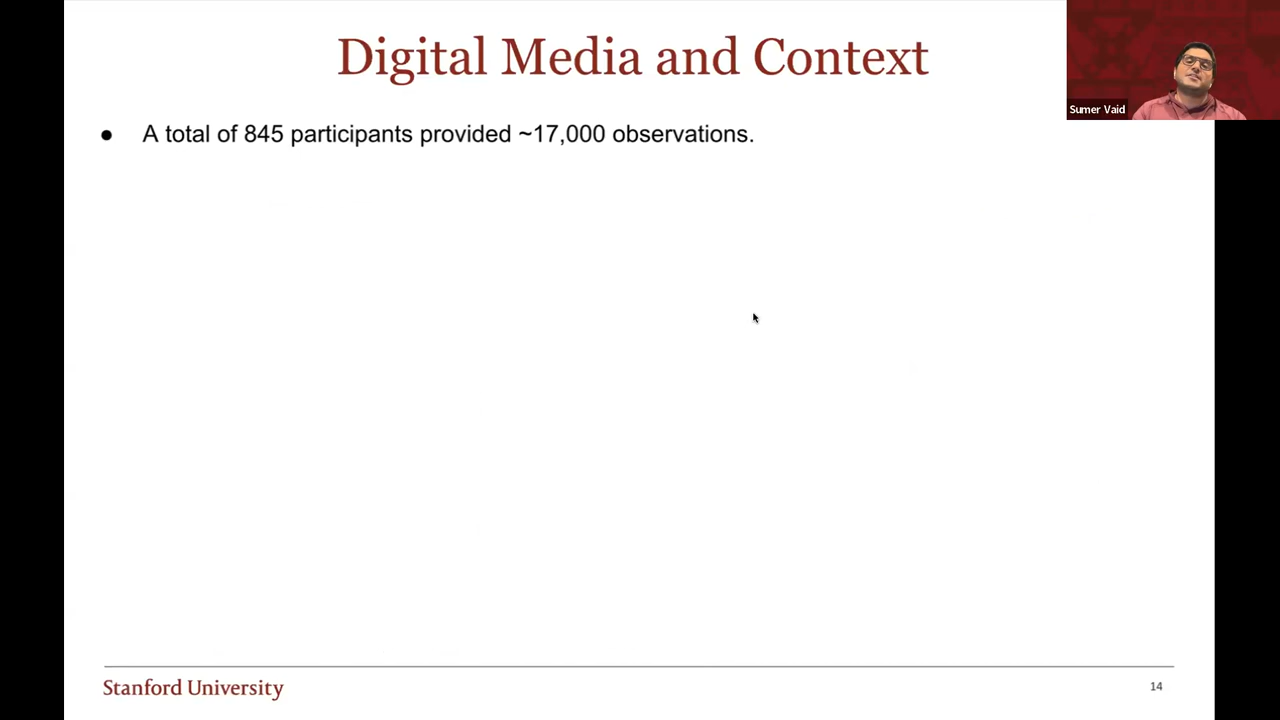 Digital Media and Context
Sumer Vaid
● A total of 845 participants provided ~17,000 observations.
Stanford University
14